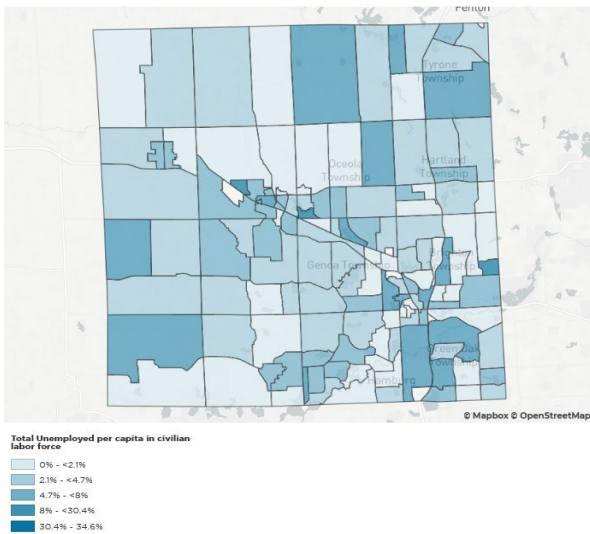 Fenton
Tyrone
Township
Oceola
Township
Hartland
Township
Genoa Township
Brighton
Township
Green Oak
Township
Hamburg
© Mapbox © OpenStreetMap
Total Unemployed per capita in civilian
labor force
0% - <2.1%
2.1% - <4.7%
4.7% - <8%
8% - <30.4%
30.4% - 34.6%